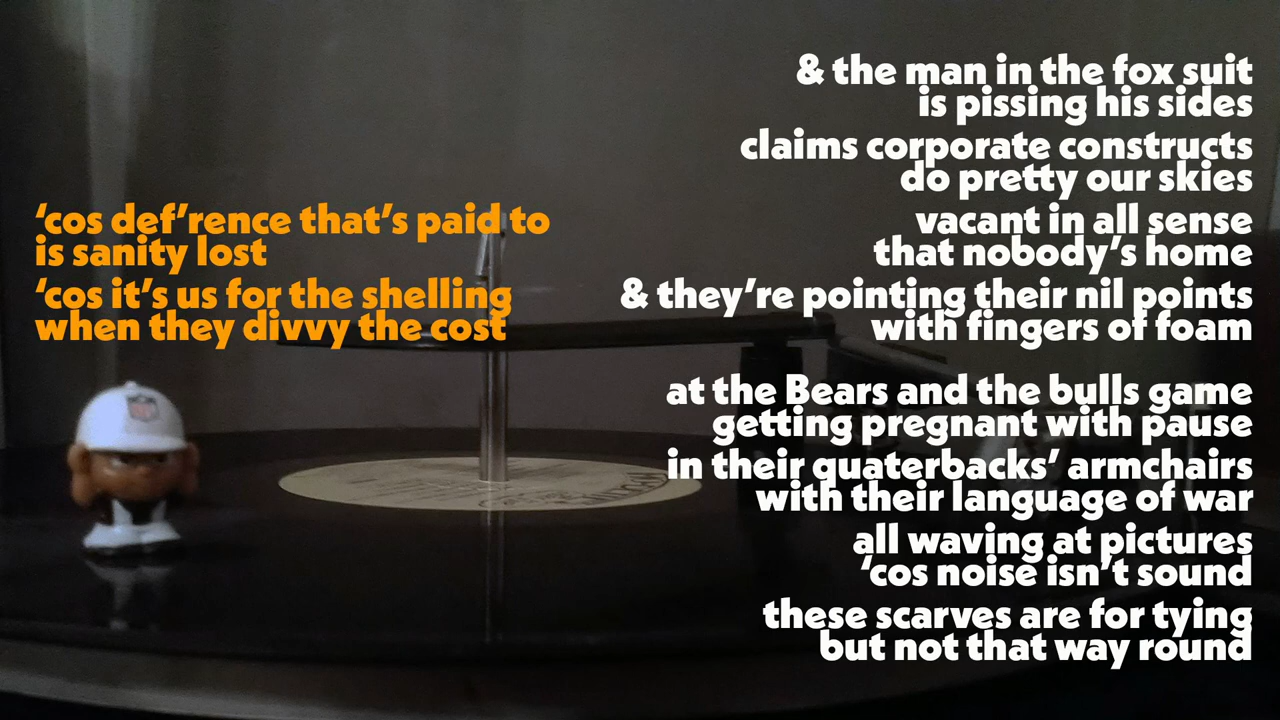 ‘cos def’rence that’s paid to
is sanity lost
‘cos it’s us for the shelling
when they divvy the cost
& the man in the fox suit
is pissing his sides
claims corporate constructs
do pretty our skies
vacant in all sense
that nobody’s home
& they’re pointing their nil points
with fingers of foam
at the Bears and the bulls game
getting pregnant with pause
in their quaterbacks’ armchairs
with their language of war
all waving at pictures
‘cos noise isn’t sound
these scarves are for tying
but not that way round